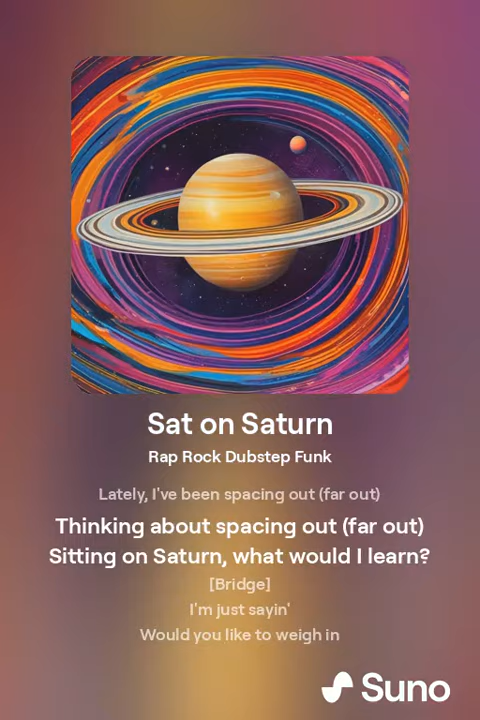 Sat on Saturn
Rap Rock Dubstep Funk
Lately, I've been spacing out (far out)
Thinking about spacing out (far out)
Sitting on Saturn, what would I learn?
[Bridge]
I'm just sayin'
Would you like to weigh in
Suno